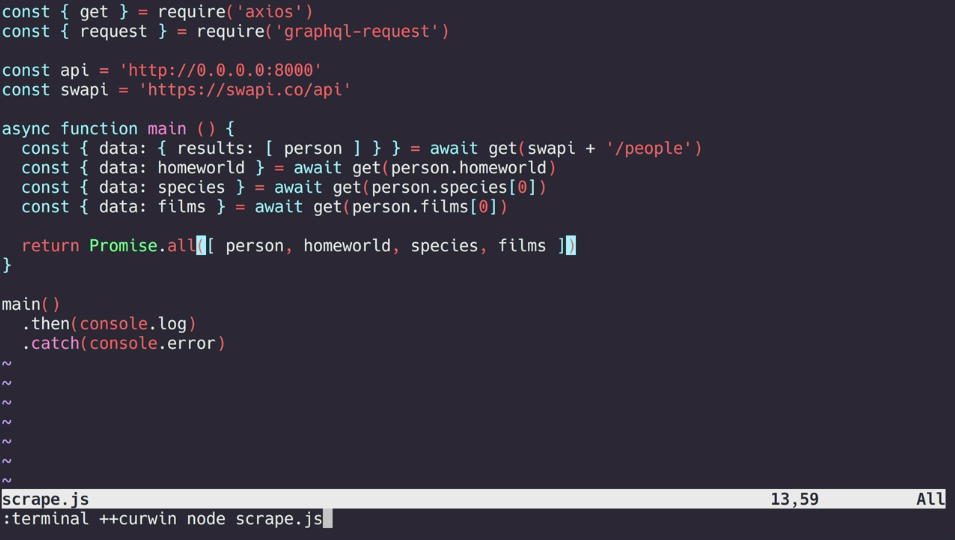 const { get } = require('axios')
const { request } = require('graphql-request')

const api = 'http://0.0.0.0:8000'
const swapi = 'https://swapi.co/api'

async function main () {
  const { data: { results: [ person ] } } = await get(swapi + '/people')
  const { data: homeworld } = await get(person.homeworld)
  const { data: species } = await get(person.species[0])
  const { data: films } = await get(person.films[0])

  return Promise.all([ person, homeworld, species, films ])
}

main()
  .then(console.log)
  .catch(console.error)
~
~
~
~
~
~
~
scrape.js 13,59 All
:terminal ++curwin node scrape.js